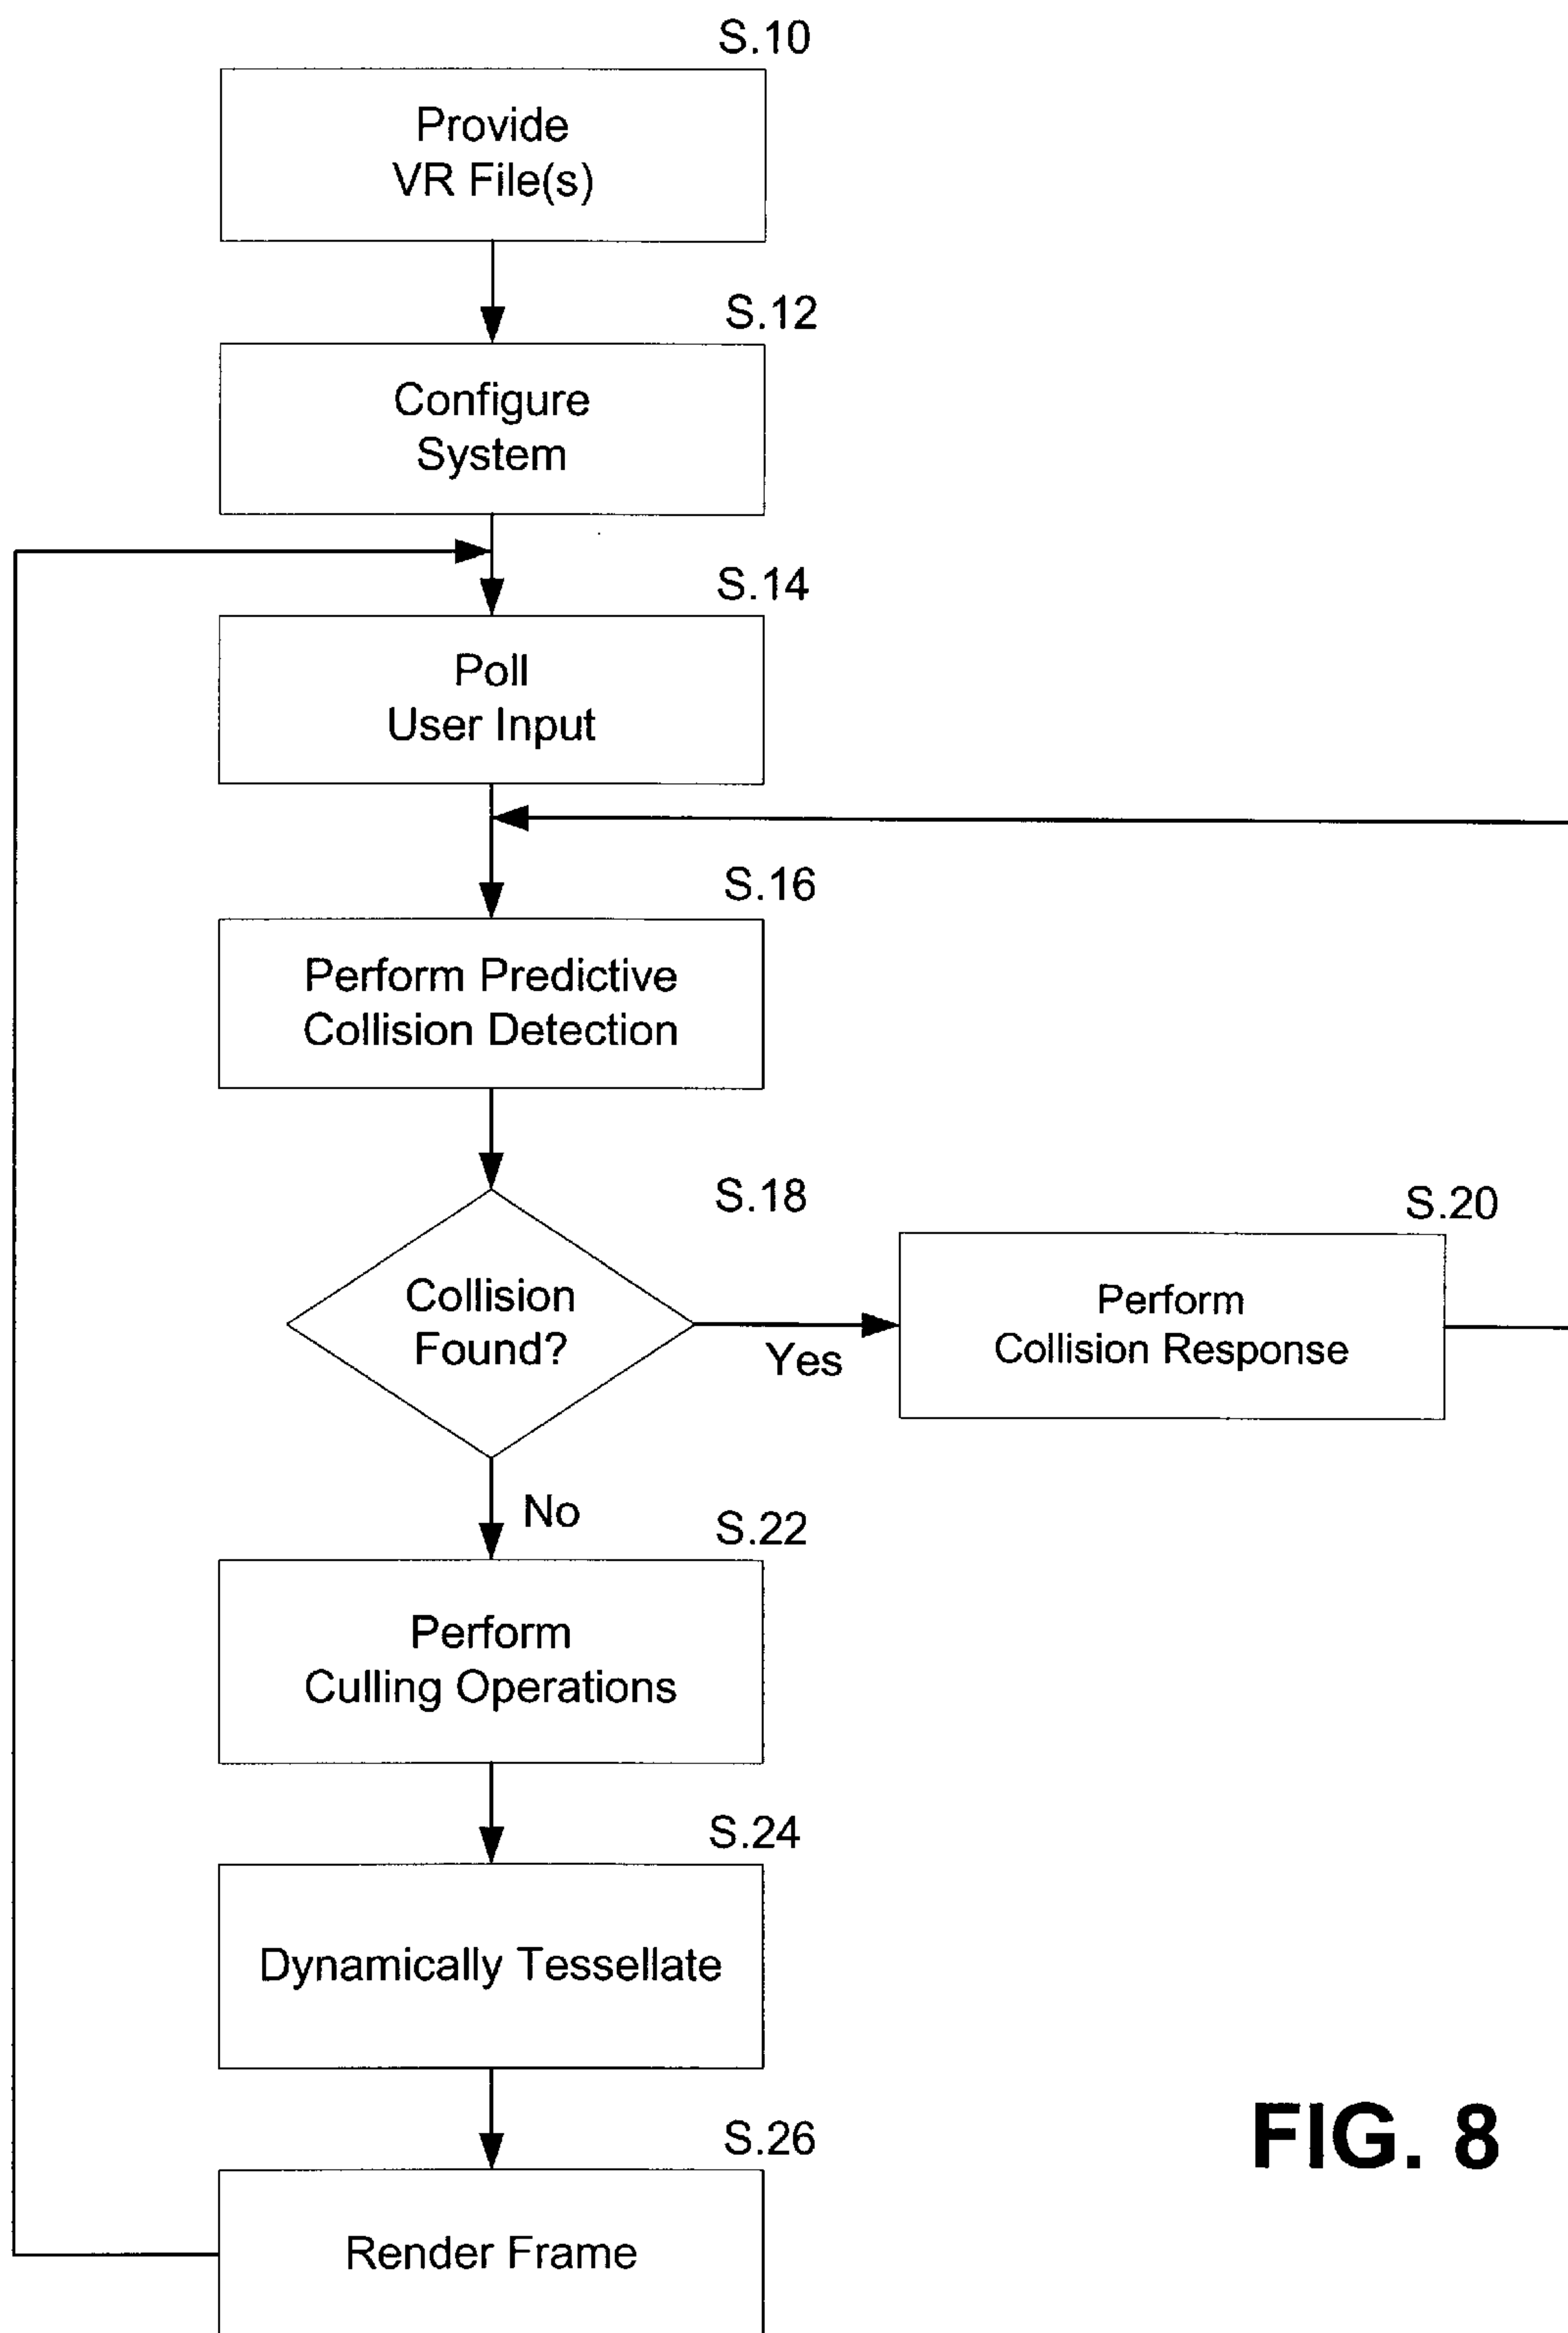 S.10
Provide
VR File(s)
S.12
Configure
System
S.14
Poll
User Input
S.16
Perform Predictive
Collision Detection
S.18
Collision
Found?
Yes
S.20
Perform
Collision Response
No
S.22
Perform
Culling Operations
S.24
Dynamically Tessellate
S.26
Render Frame
FIG. 8